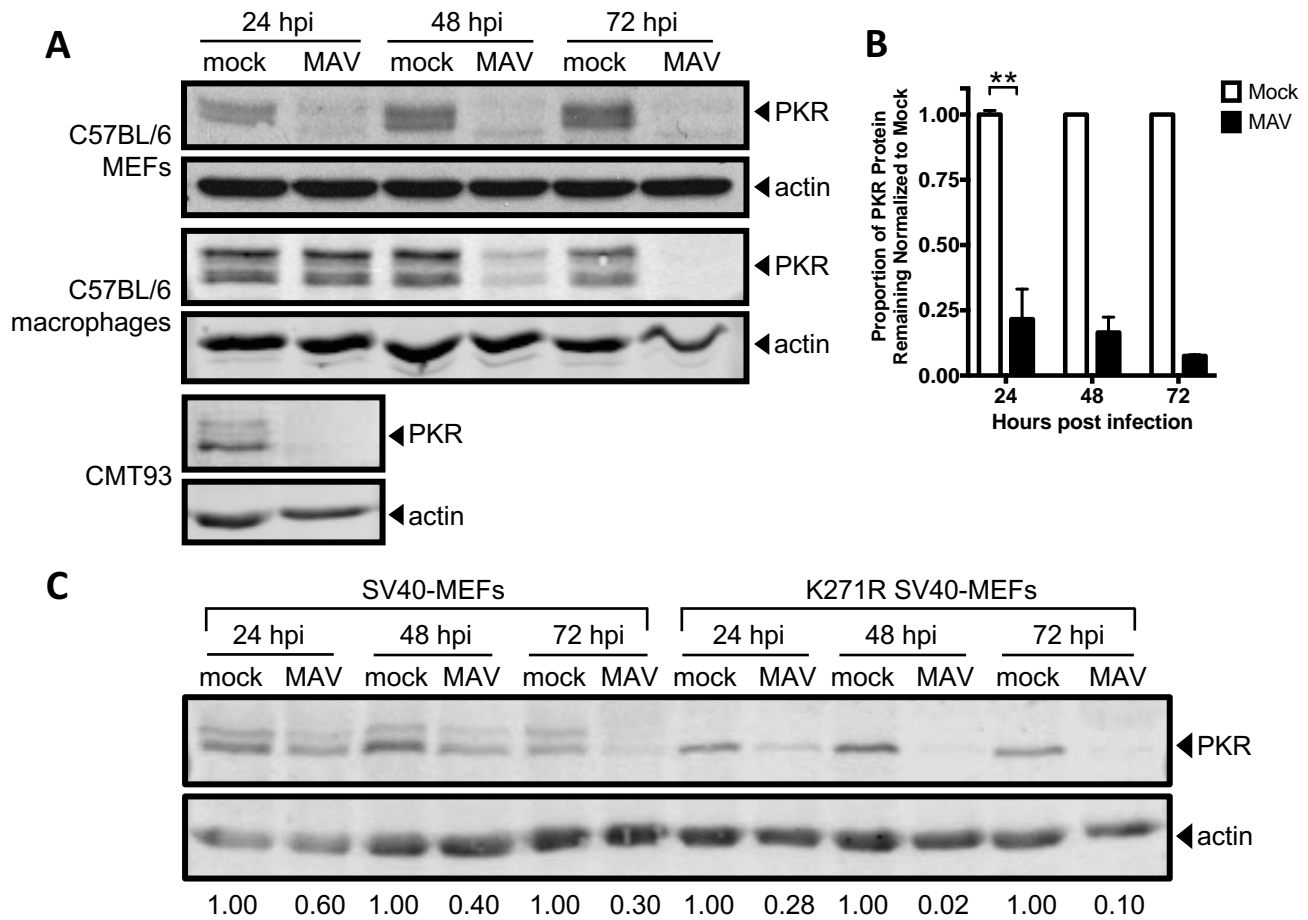 A
24 hpi 48 hpi 72 hpi
mock MAV mock MAV mock MAV
C57BL/6
MEFs
PKR
actin
C57BL/6
macrophages
PKR
actin
CMT93
PKR
actin
B
**
Mock
MAV
Proportion of PKR Protein
Remaining Normalized to Mock
1.00
0.75
0.50
0.25
0.00
24 48 72
Hours post infection
C
SV40-MEFs K271R SV40-MEFs
24 hpi 48 hpi 72 hpi 24 hpi 48 hpi 72 hpi
mock MAV mock MAV mock MAV mock MAV mock MAV mock MAV
PKR
actin
1.00 0.60 1.00 0.40 1.00 0.30 1.00 0.28 1.00 0.02 1.00 0.10